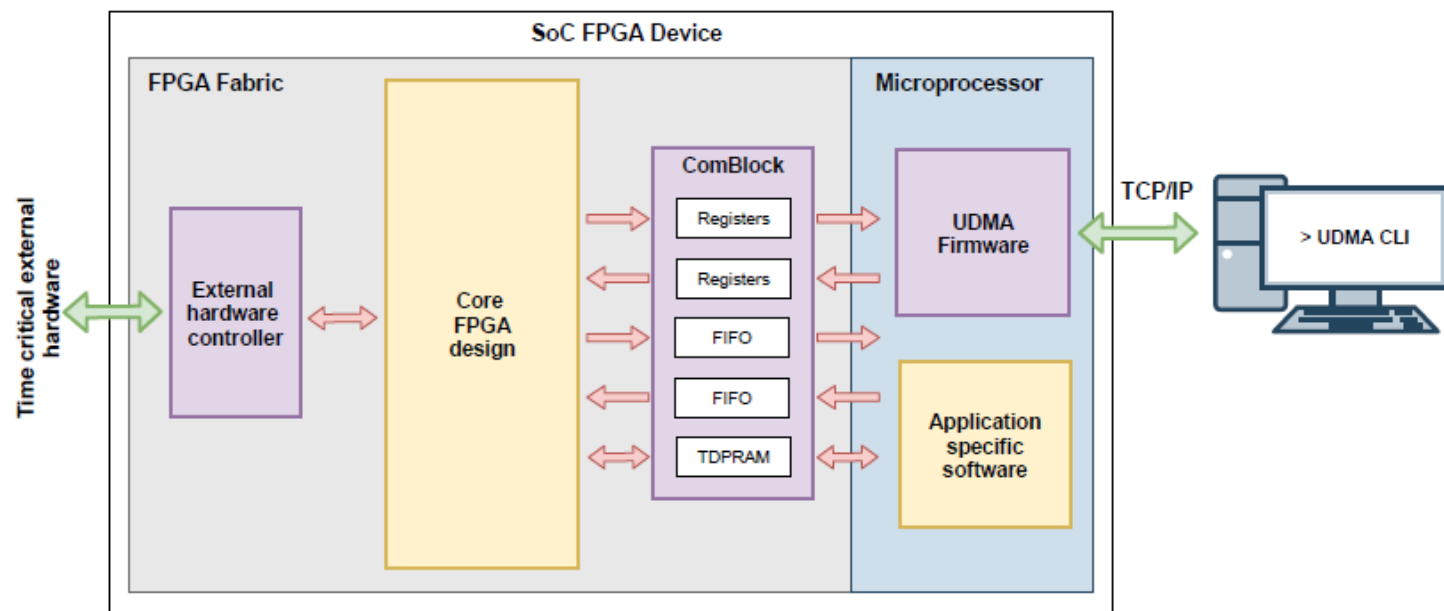 SoC FPGA Device
FPGA Fabric
Microprocessor
Time critical external
hardware
External
hardware
controller
Core
FPGA
design
ComBlock
Registers
Registers
FIFO
FIFO
TDPRAM
UDMA
Firmware
Application
specific
software
TCP/IP
> UDMA CLI